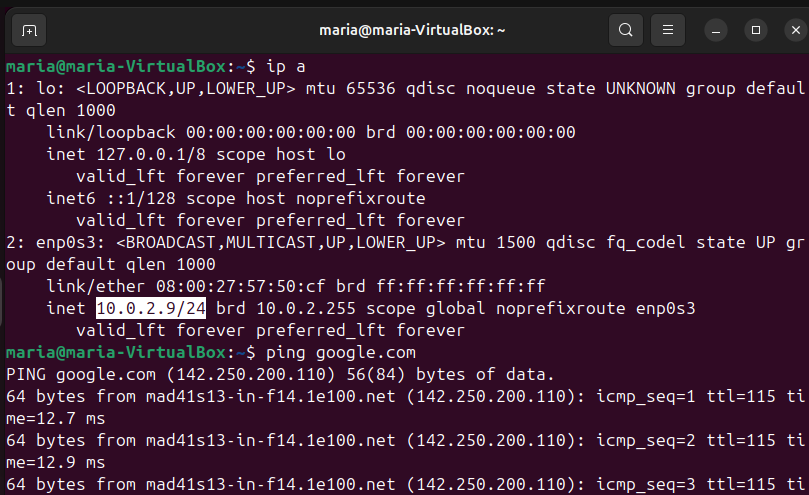 maria@maria-VirtualBox: ~
maria@maria-VirtualBox:~$ ip a
1: lo: <LOOPBACK,UP,LOWER_UP> mtu 65536 qdisc noqueue state UNKNOWN group defaul
t qlen 1000
    link/loopback 00:00:00:00:00:00 brd 00:00:00:00:00:00
    inet 127.0.0.1/8 scope host lo
       valid_lft forever preferred_lft forever
    inet6 ::1/128 scope host noprefixroute
       valid_lft forever preferred_lft forever
2: enp0s3: <BROADCAST,MULTICAST,UP,LOWER_UP> mtu 1500 qdisc fq_codel state UP gr
oup default qlen 1000
    link/ether 08:00:27:57:50:cf brd ff:ff:ff:ff:ff:ff
    inet 10.0.2.9/24 brd 10.0.2.255 scope global noprefixroute enp0s3
       valid_lft forever preferred_lft forever
maria@maria-VirtualBox:~$ ping google.com
PING google.com (142.250.200.110) 56(84) bytes of data.
64 bytes from mad41s13-in-f14.1e100.net (142.250.200.110): icmp_seq=1 ttl=115 ti
me=12.7 ms
64 bytes from mad41s13-in-f14.1e100.net (142.250.200.110): icmp_seq=2 ttl=115 ti
me=12.9 ms
64 bytes from mad41s13-in-f14.1e100.net (142.250.200.110): icmp_seq=3 ttl=115 ti